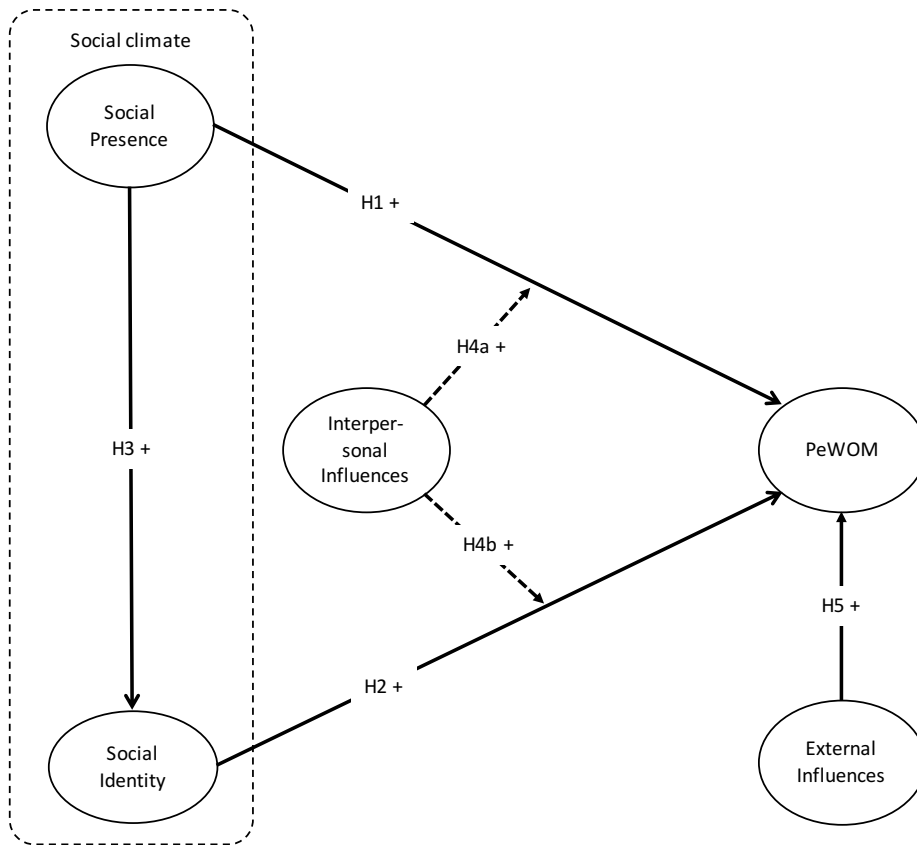 Social climate
Social
Presence
H1 +
H4a +
Interper-
sonal
Influences
H3 +
PeWOM
H4b +
H5 +
H2 +
Social
Identity
External
Influences